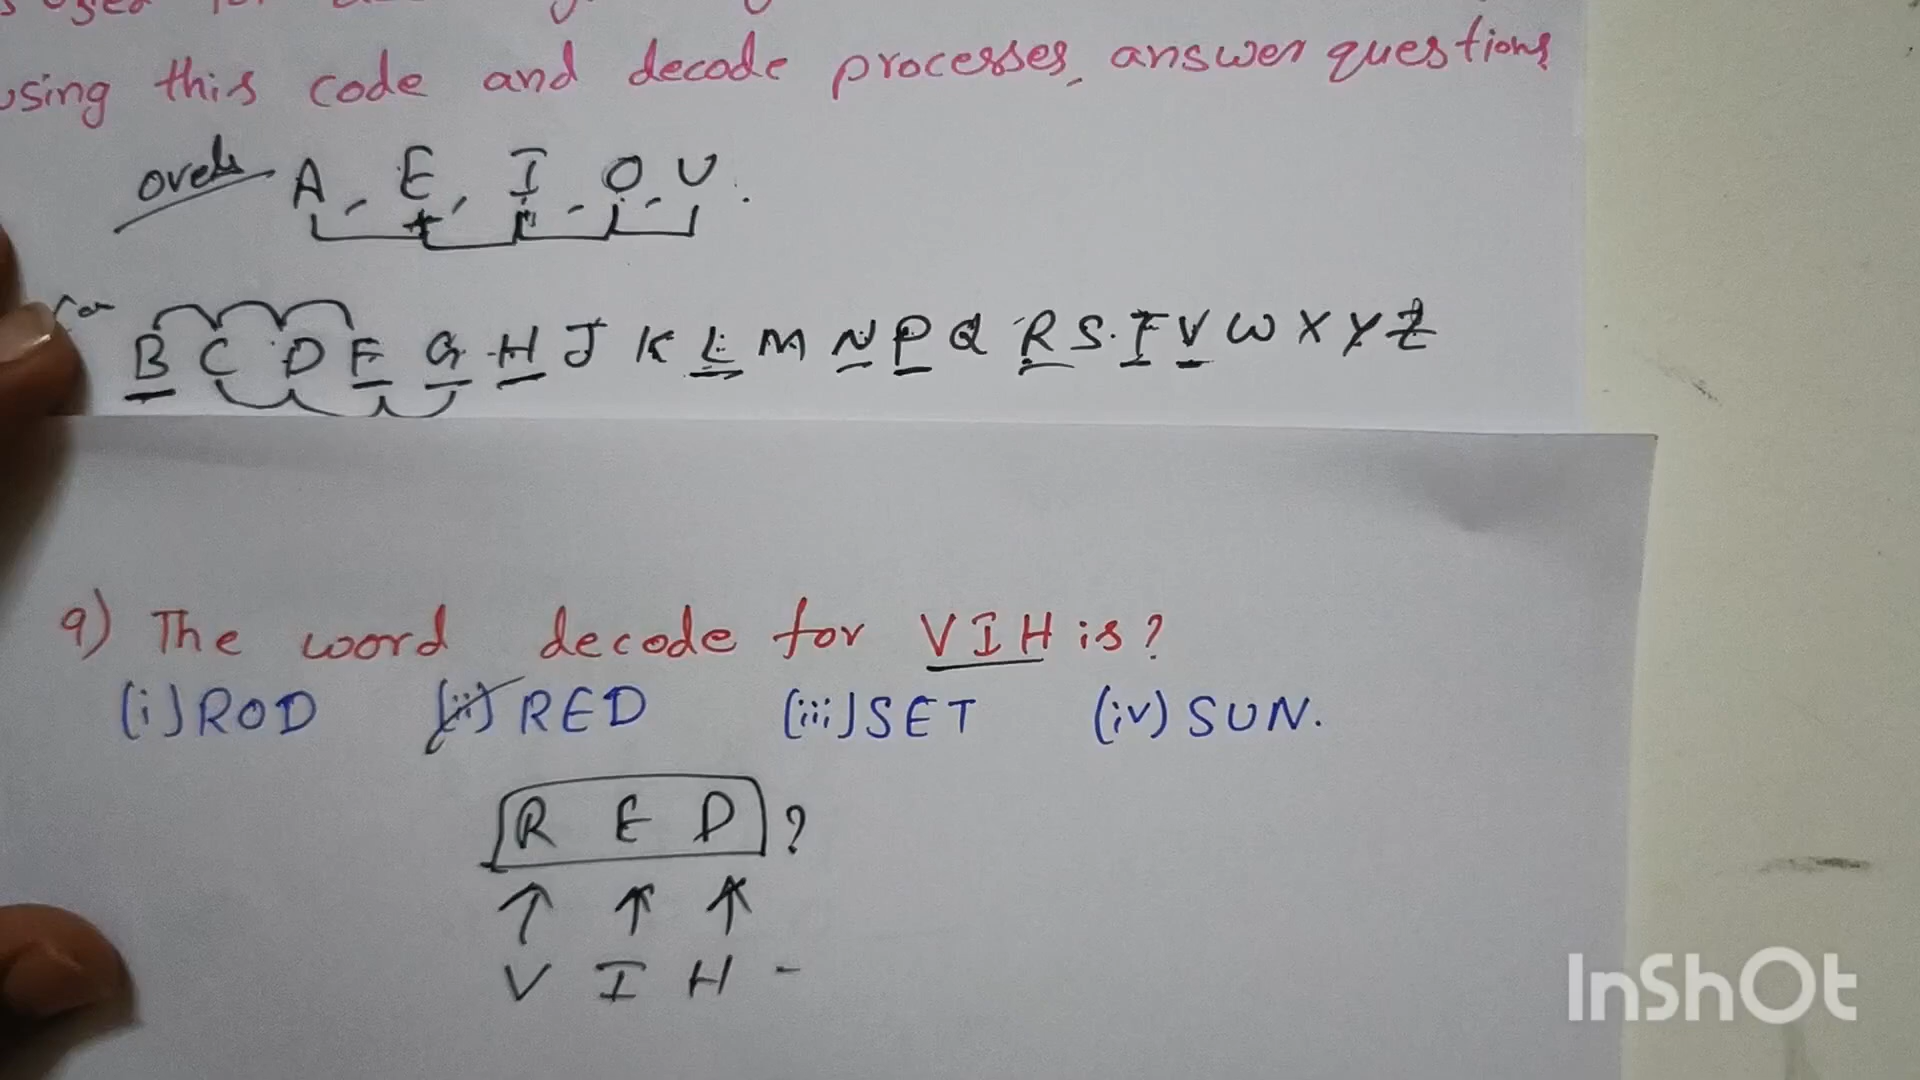 using this code and decode processes, answer questions
A, E, I, O, U.
B C D F G H J K L M N P Q R S T V W X Y Z
9) The word decode for VIH is?
(i) ROD (ii) RED (iii) SET (iv) SUN.
R E D ?
↑ ↑ ↑
V I H -
InShOt